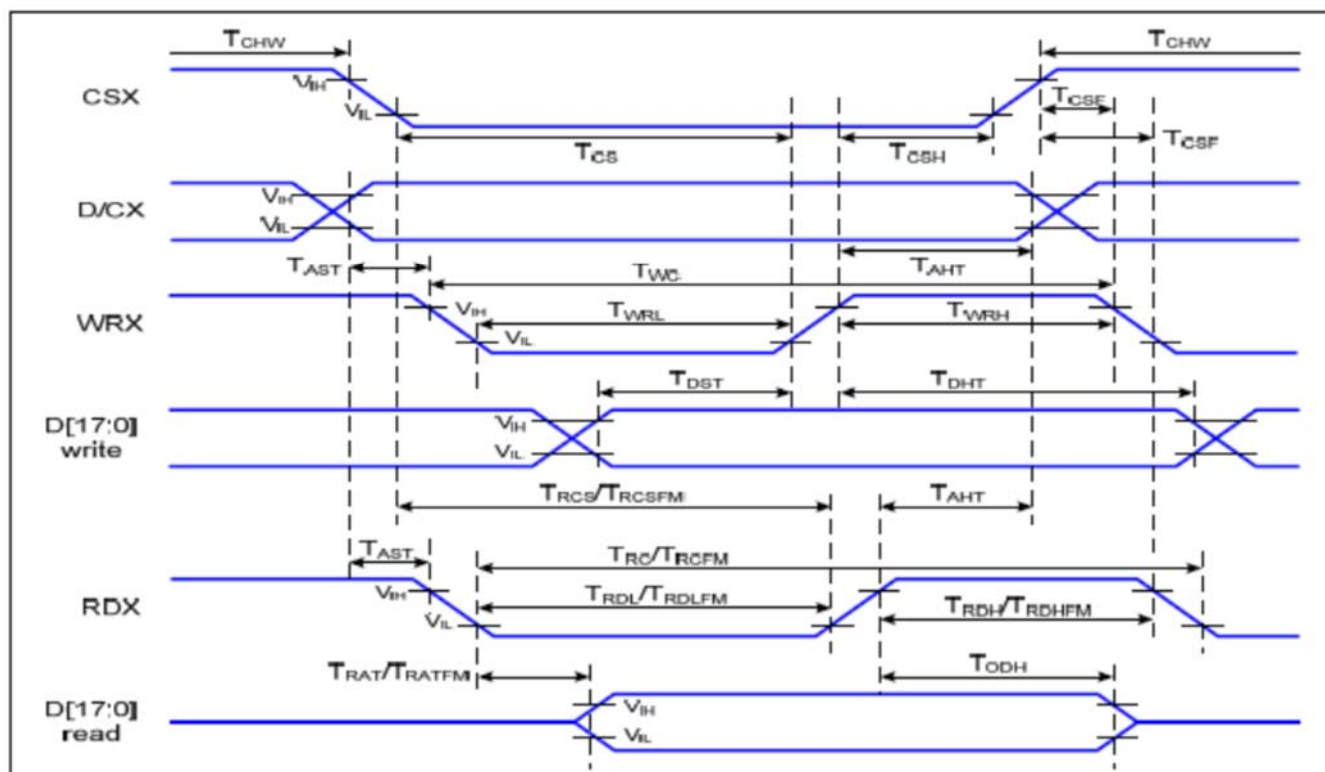 TCHW TCHW
CSX VIH VIL TCSF
TCS TCSH TCSF
D/CX VIH VIL
TAST TWC TAHT
WRX VIH VIL TWRL TWRH
TDST TDHT
D[17:0]
write
VIH
VIL
TRCS/TRCSFM TAHT
TAST TRC/TRCFM
RDX VIH VIL TRDL/TRDLFM TRDH/TRDHFM
TRAT/TRATFM TODH
D[17:0]
read
VIH
VIL